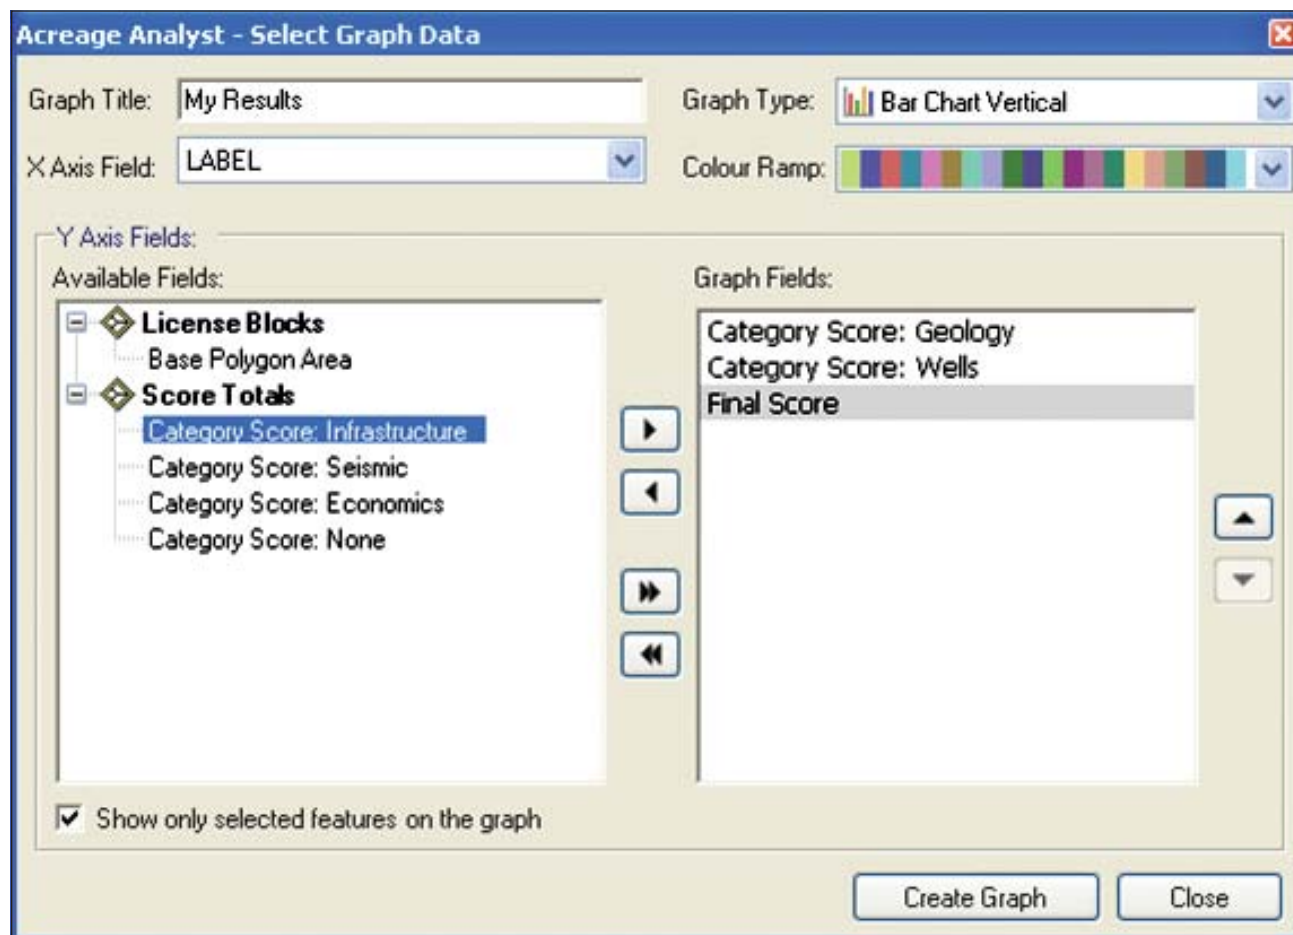 Acreage Analyst - Select Graph Data
Graph Title: My Results
Graph Type: Bar Chart Vertical
X Axis Field: LABEL
Colour Ramp:
Y Axis Fields:
Available Fields:
License Blocks
Base Polygon Area
Score Totals
Category Score: Infrastructure
Category Score: Seismic
Category Score: Economics
Category Score: None
Graph Fields:
Category Score: Geology
Category Score: Wells
Final Score
Show only selected features on the graph
Create Graph
Close